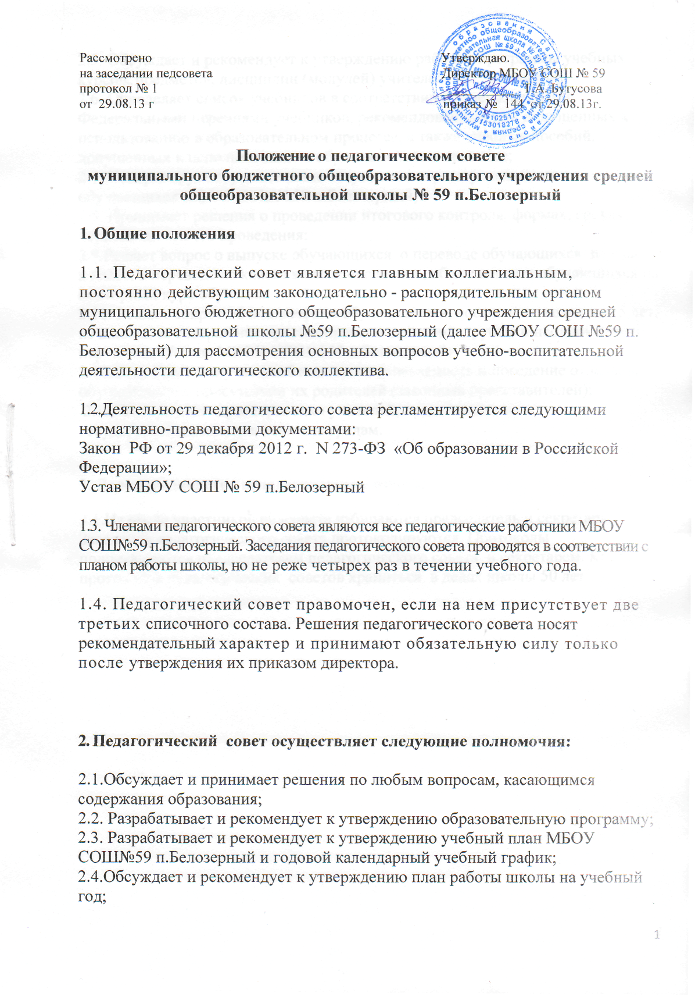 Рассмотрено
на заседании педсовета
протокол № 1
от 29.08.13 г
Утверждаю.
Директор МБОУ СОШ № 59
Т.А. Бутусова
приказ № 144 от 29.08.13г.
МБОУ СОШ № 59
п.Белозерный
Положение о педагогическом совете
муниципального бюджетного общеобразовательного учреждения средней
общеобразовательной школы № 59 п.Белозерный
1. Общие положения
1.1. Педагогический совет является главным коллегиальным,
постоянно действующим законодательно - распорядительным органом
муниципального бюджетного общеобразовательного учреждения средней
общеобразовательной школы №59 п.Белозерный (далее МБОУ СОШ №59 п.
Белозерный) для рассмотрения основных вопросов учебно-воспитательной
деятельности педагогического коллектива.
1.2.Деятельность педагогического совета регламентируется следующими
нормативно-правовыми документами:
Закон РФ от 29 декабря 2012 г. N 273-ФЗ «Об образовании в Российской
Федерации»;
Устав МБОУ СОШ № 59 п.Белозерный
1.3. Членами педагогического совета являются все педагогические работники МБОУ
СОШ№59 п.Белозерный. Заседания педагогического совета проводятся в соответствии с
планом работы школы, но не реже четырех раз в течении учебного года.
1.4. Педагогический совет правомочен, если на нем присутствует две
третьих списочного состава. Решения педагогического совета носят
рекомендательный характер и принимают обязательную силу только
после утверждения их приказом директора.
2. Педагогический совет осуществляет следующие полномочия:
2.1.Обсуждает и принимает решения по любым вопросам, касающимся
содержания образования;
2.2. Разрабатывает и рекомендует к утверждению образовательную программу;
2.3. Разрабатывает и рекомендует к утверждению учебный план МБОУ
СОШ№59 п.Белозерный и годовой календарный учебный график;
2.4.Обсуждает и рекомендует к утверждению план работы школы на учебный
год;
1